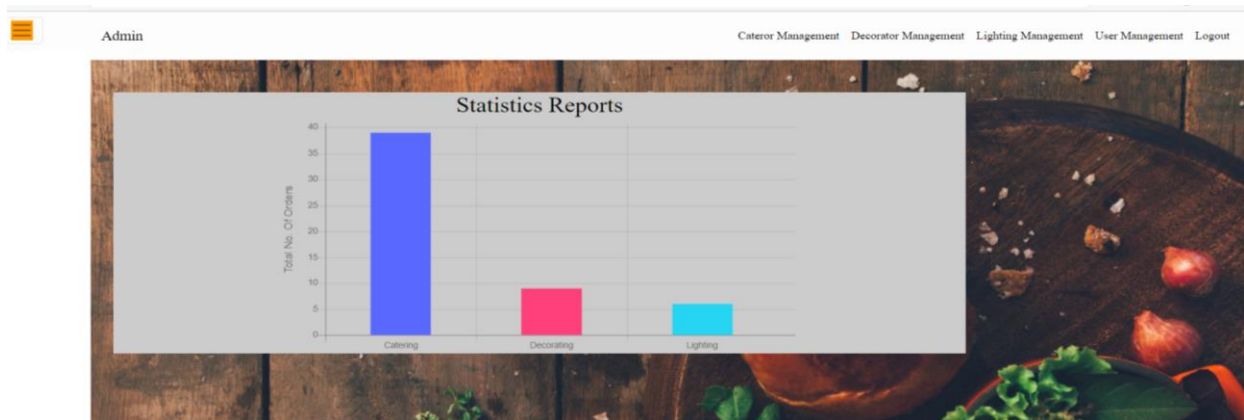 Admin
Cateror Management Decorator Management Lighting Management User Management Logout
Statistics Reports
Total No. Of Orders
40
35
30
25
20
15
10
5
0
Catering Decorating Lighting